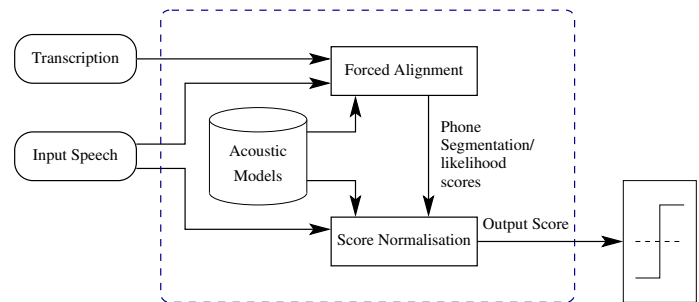 Transcription
Forced Alignment
Input Speech
Acoustic
Models
Phone
Segmentation/
likelihood
scores
Score Normalisation
Output Score